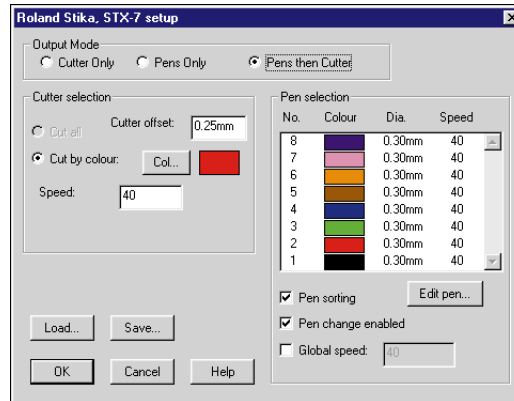 Roland Stika, STX-7 setup
Output Mode
Cutter Only Pens Only Pens then Cutter
Cutter selection
Cut all
Cutter offset: 0.25mm
Cut by colour: Col...
Speed: 40
Pen selection
No. Colour Dia. Speed
8 0.30mm 40
7 0.30mm 40
6 0.30mm 40
5 0.30mm 40
4 0.30mm 40
3 0.30mm 40
2 0.30mm 40
1 0.30mm 40
Pen sorting
Edit pen...
Pen change enabled
Global speed: 40
Load... Save...
OK Cancel Help